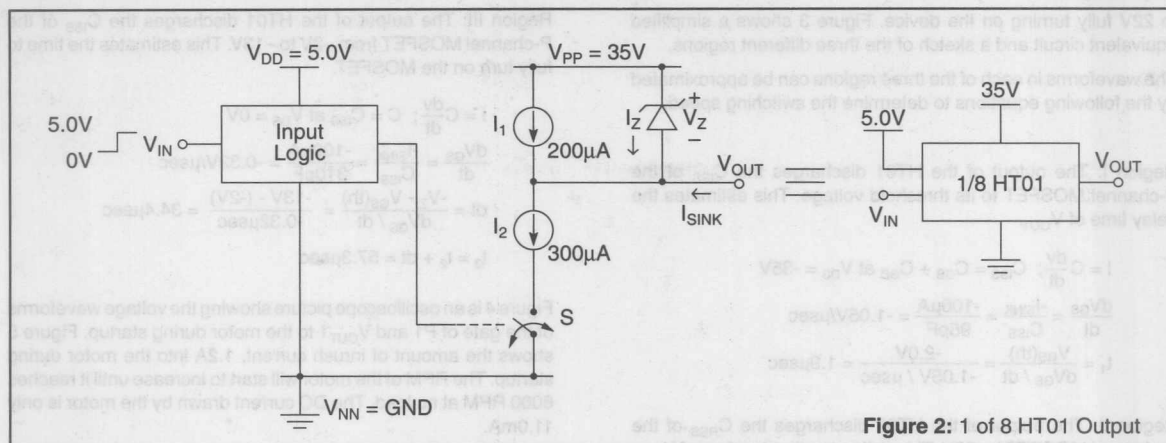 V_DD = 5.0V
V_PP = 35V
5.0V
0V
V_IN
Input
Logic
I_1
200µA
I_Z
+
V_Z
−
V_OUT
I_SINK
I_2
300µA
S
V_NN = GND
35V
5.0V
V_IN
1/8 HT01
V_OUT
Figure 2: 1 of 8 HT01 Output